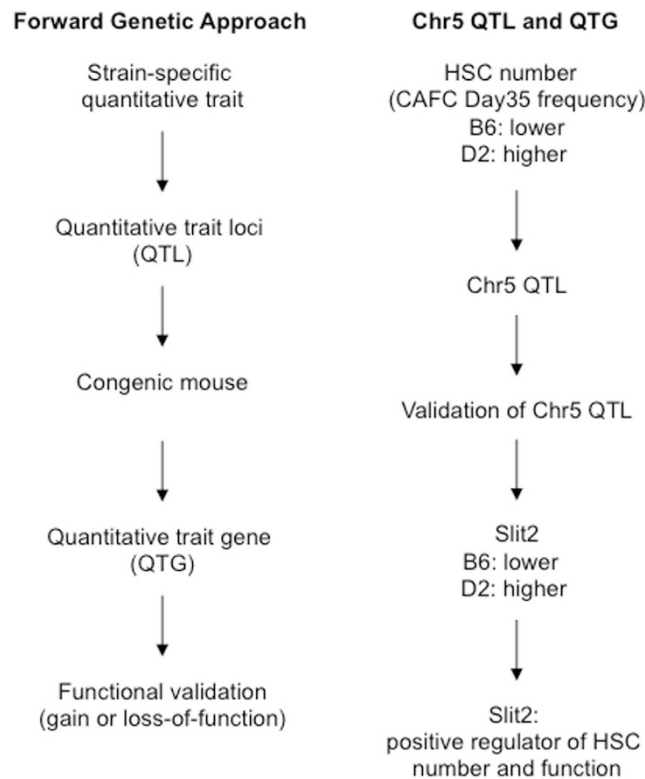 Forward Genetic Approach
Strain-specific
quantitative trait
Quantitative trait loci
(QTL)
Congenic mouse
Quantitative trait gene
(QTG)
Functional validation
(gain or loss-of-function)
Chr5 QTL and QTG
HSC number
(CAFC Day35 frequency)
B6: lower
D2: higher
Chr5 QTL
Validation of Chr5 QTL
Slit2
B6: lower
D2: higher
Slit2:
positive regulator of HSC
number and function